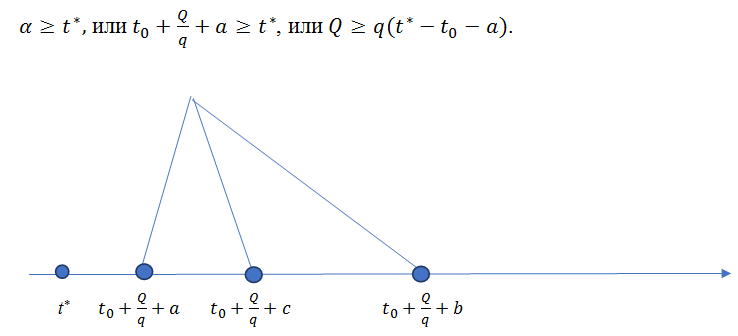 α ≥ t*, или t₀ + Q/q + a ≥ t*, или Q ≥ q(t* − t₀ − a).
t* t₀ + Q/q + a t₀ + Q/q + c t₀ + Q/q + b